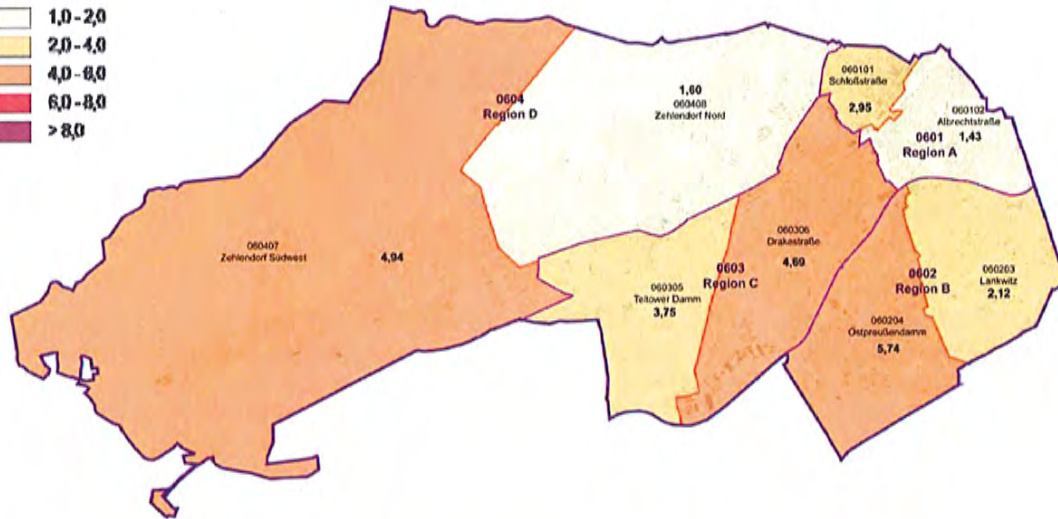 1,0 - 2,0
2,0 - 4,0
4,0 - 6,0
6,0 - 8,0
> 8,0
0604
Region D
1,60
060408
Zehlendorf Nord
060101
Schloßstraße
2,95
060102
Albrechtstraße
0601
1,43
Region A
060407
Zehlendorf Südwest
4,94
060305
Teltower Damm
3,75
0603
Region C
060306
Drakestraße
4,69
0602
Region B
060203
Lankwitz
2,12
060204
Ostpreußendamm
5,74